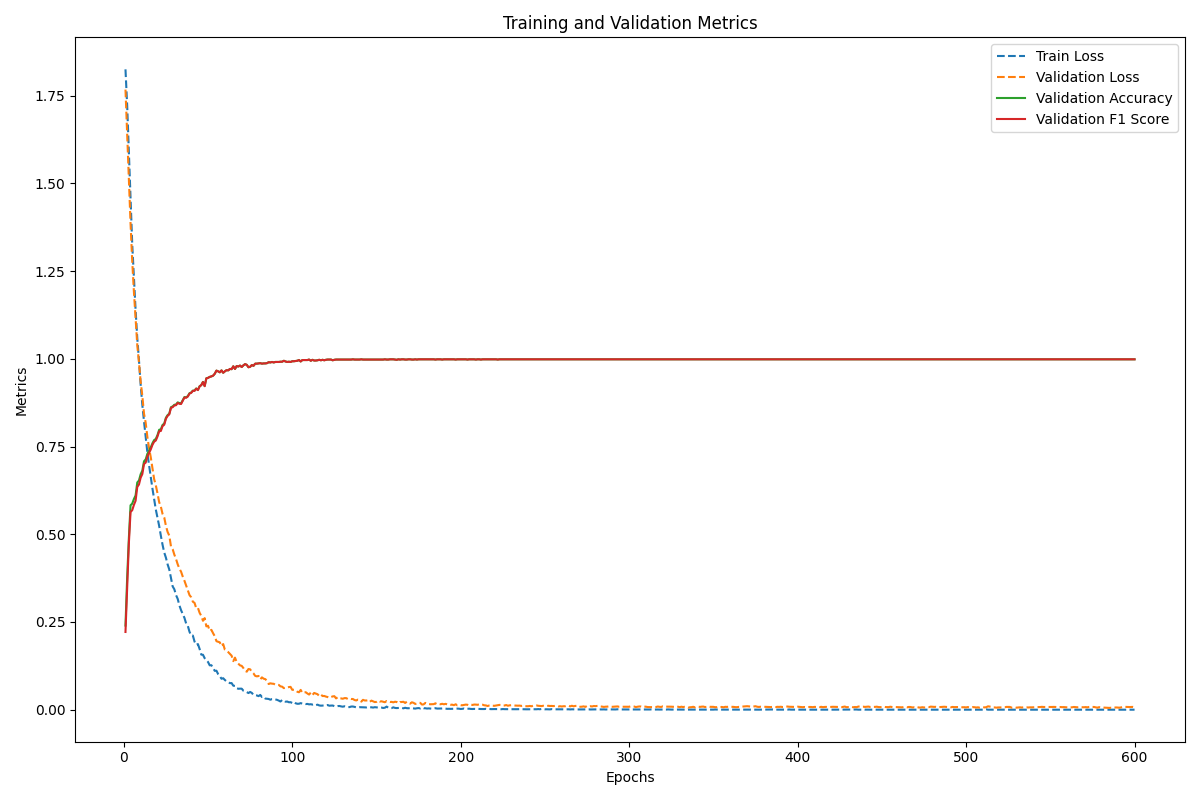 Training and Validation Metrics
Train Loss
Validation Loss
Validation Accuracy
Validation F1 Score
Metrics
1.75
1.50
1.25
1.00
0.75
0.50
0.25
0.00
0 100 200 300 400 500 600
Epochs